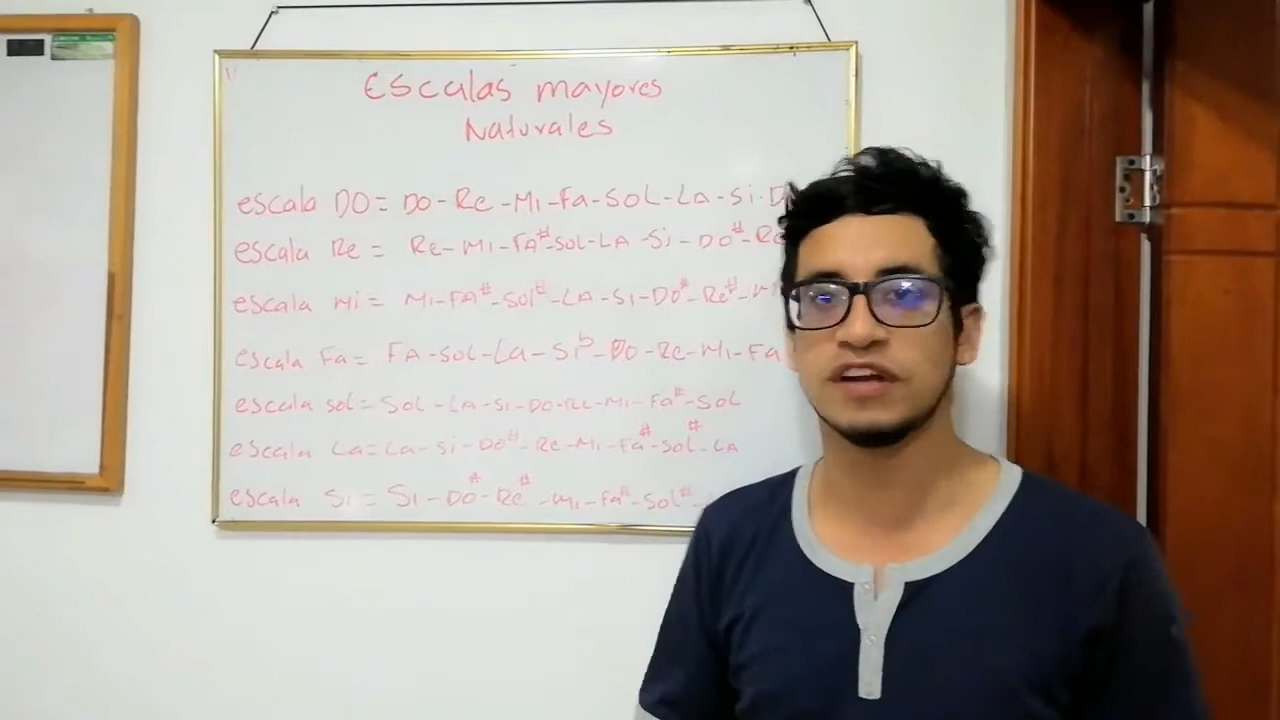 Escalas mayores
Naturales
escala DO = DO - Re - Mi - Fa - SOL - La - Si -
escala Re = Re - Mi - FA# - SOL - LA - Si - DO# - Re
escala mi = Mi - FA# - SOL# - LA - Si - DO# - Re# -
escala Fa = FA - SOL - La - Sib - DO - Re - Mi - Fa
escala sol = SOL - LA - Si - DO - Re - Mi - Fa# - SOL
escala La = La - Si - DO# - Re - Mi - Fa# - Sol# - LA
escala Si = Si - DO# - Re# - Mi - Fa# - SOL# -